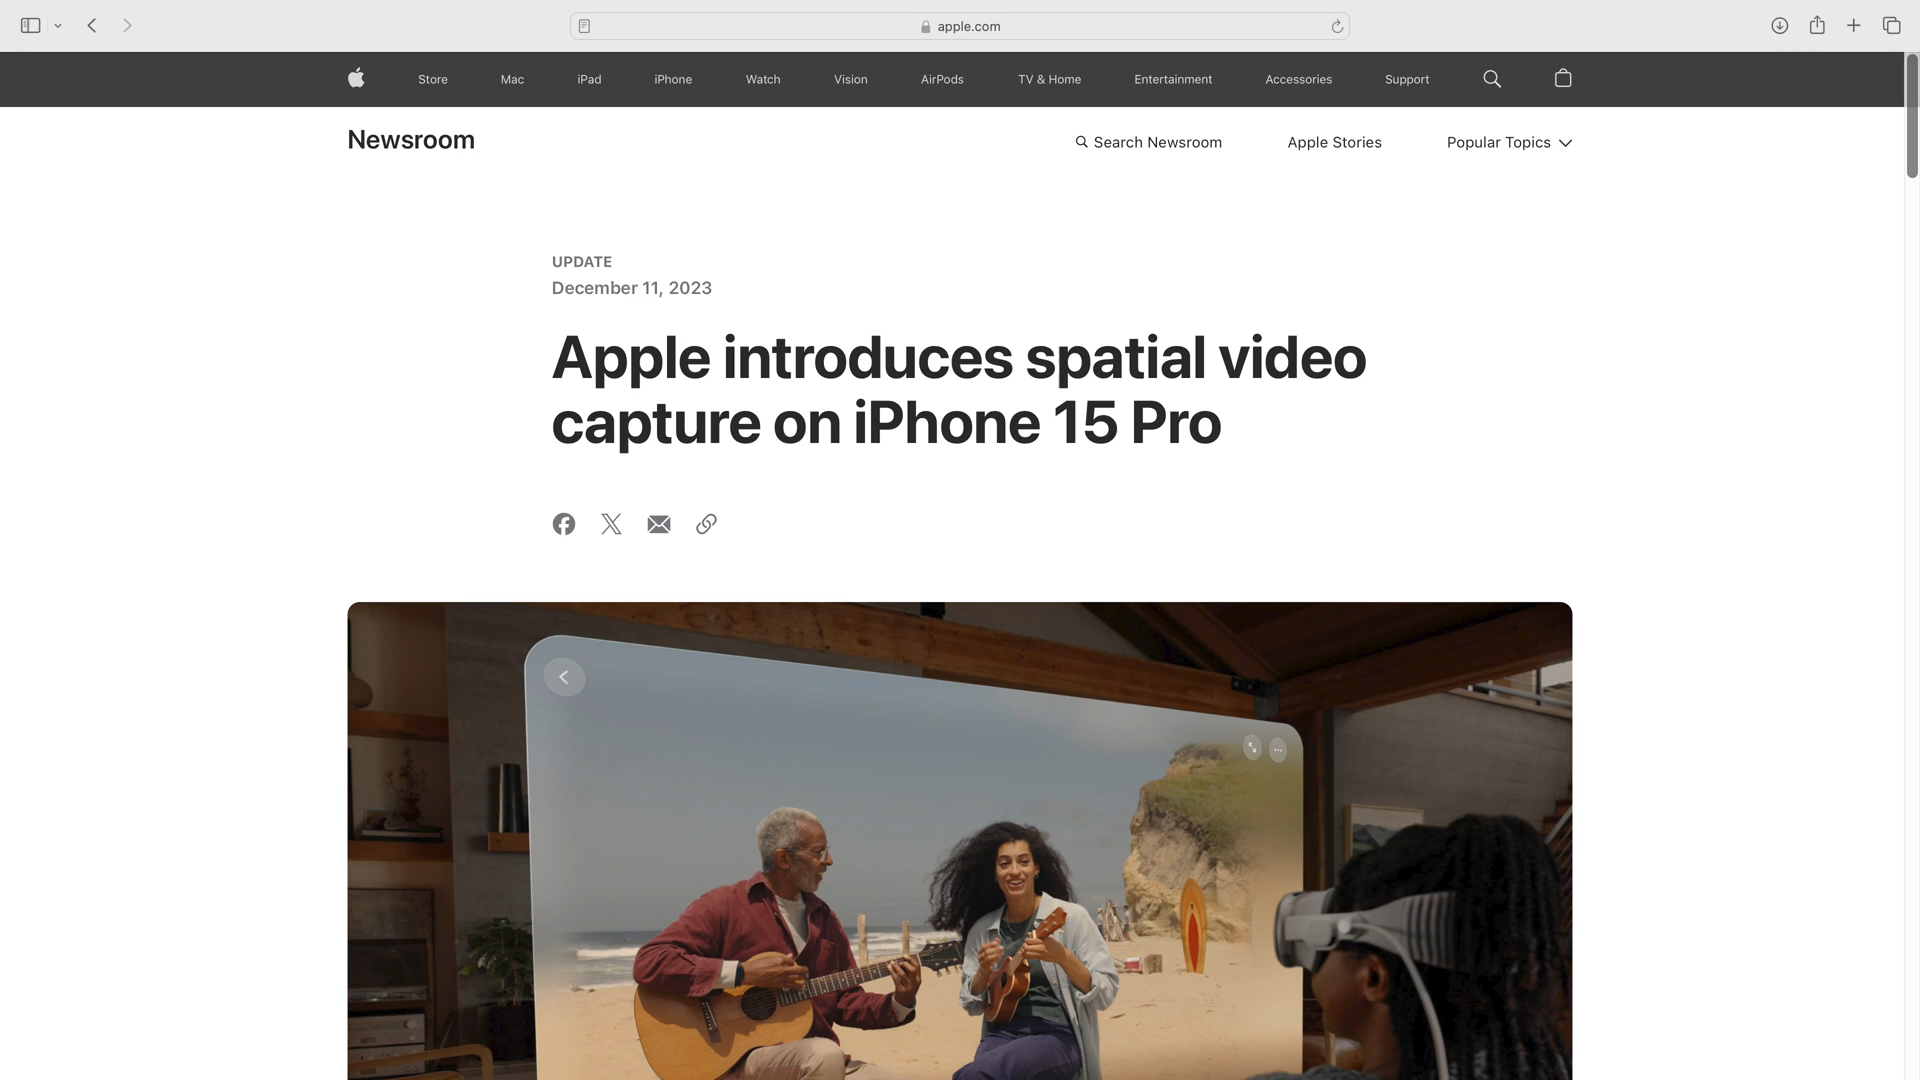 apple.com
Store Mac iPad iPhone Watch Vision AirPods TV & Home Entertainment Accessories Support
Newsroom
Search Newsroom Apple Stories Popular Topics
UPDATE
December 11, 2023
Apple introduces spatial video
capture on iPhone 15 Pro